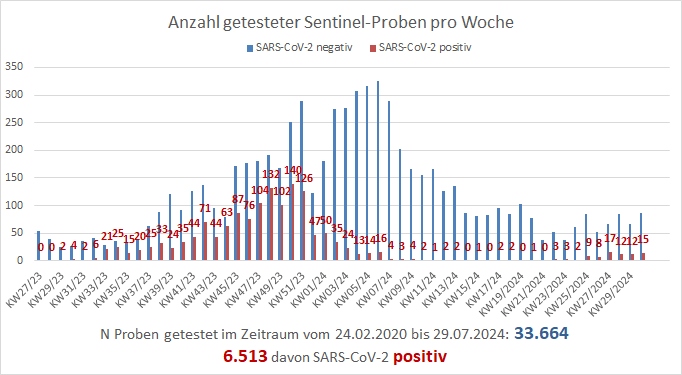 Anzahl getesteter Sentinel-Proben pro Woche
SARS-CoV-2 negativ SARS-CoV-2 positiv
350
300
250
200
150
100
50
0
0 0 2 4 2 6 21 25 15 20 25 33 24 35 44 71 44 63 87 76 104 132 102 140 126 47 50 35 24 13 14 16 4 3 4 2 1 2 2 0 1 0 2 0 1 0 3 3 2 9 8 17 12 12 15
KW27/23 KW29/23 KW31/23 KW33/23 KW35/23 KW37/23 KW39/23 KW41/23 KW43/23 KW45/23 KW47/23 KW49/23 KW51/23 KW01/24 KW03/24 KW05/24 KW07/24 KW09/24 KW11/24 KW13/24 KW15/24 KW17/24 KW19/2024 KW21/2024 KW23/2024 KW25/2024 KW27/2024 KW29/2024
N Proben getestet im Zeitraum vom 24.02.2020 bis 29.07.2024: 33.664
6.513 davon SARS-CoV-2 positiv